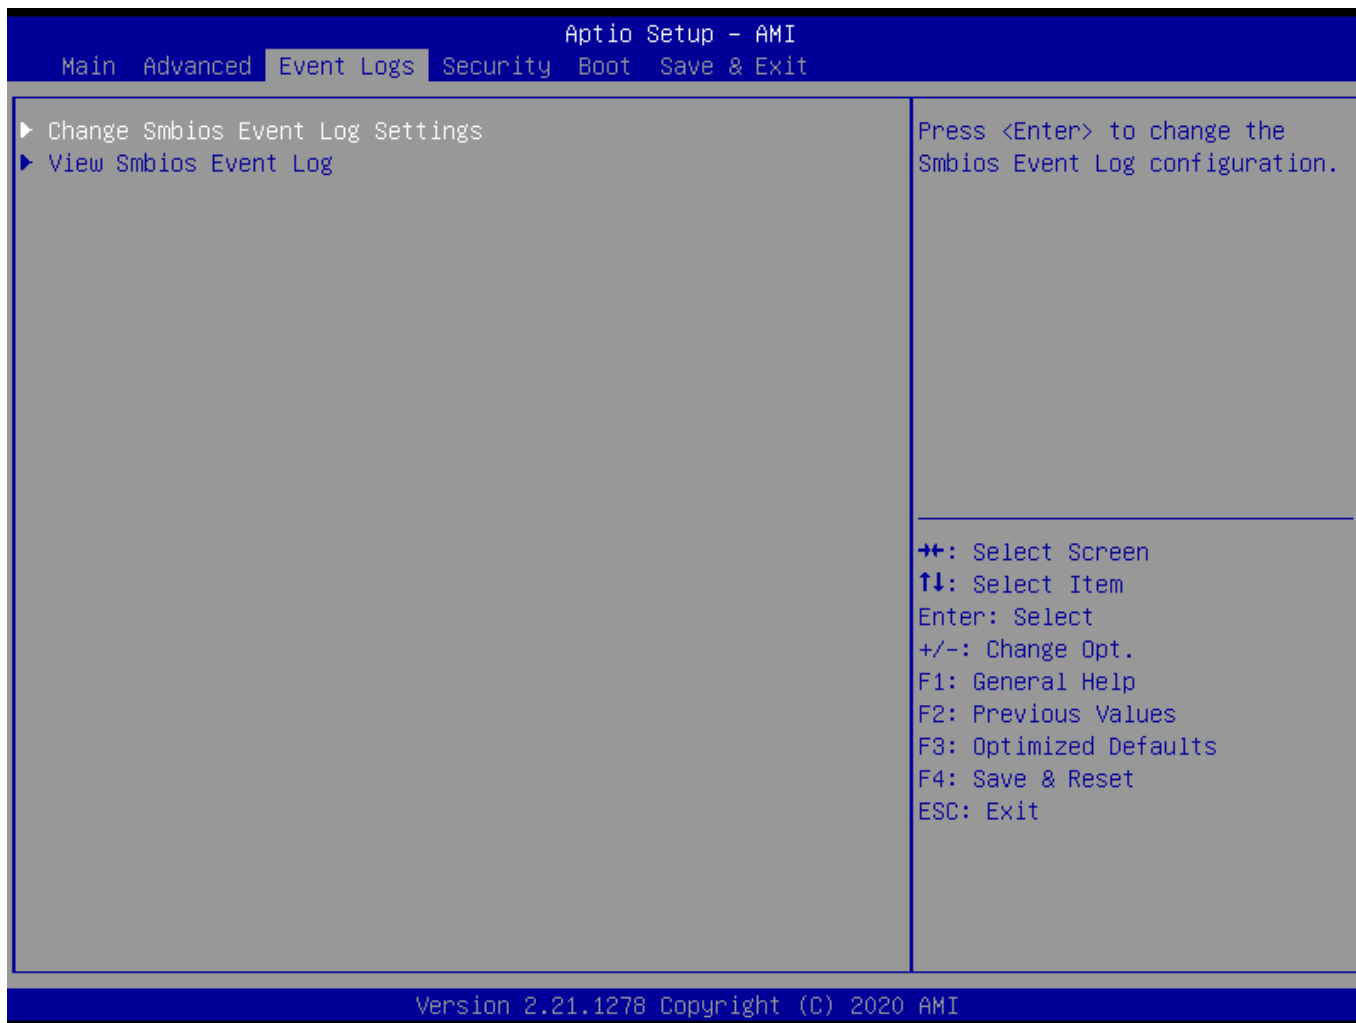 Aptio Setup – AMI
Main Advanced Event Logs Security Boot Save & Exit
▶ Change Smbios Event Log Settings
▶ View Smbios Event Log
Press <Enter> to change the
Smbios Event Log configuration.
→←: Select Screen
↑↓: Select Item
Enter: Select
+/-: Change Opt.
F1: General Help
F2: Previous Values
F3: Optimized Defaults
F4: Save & Reset
ESC: Exit
Version 2.21.1278 Copyright (C) 2020 AMI